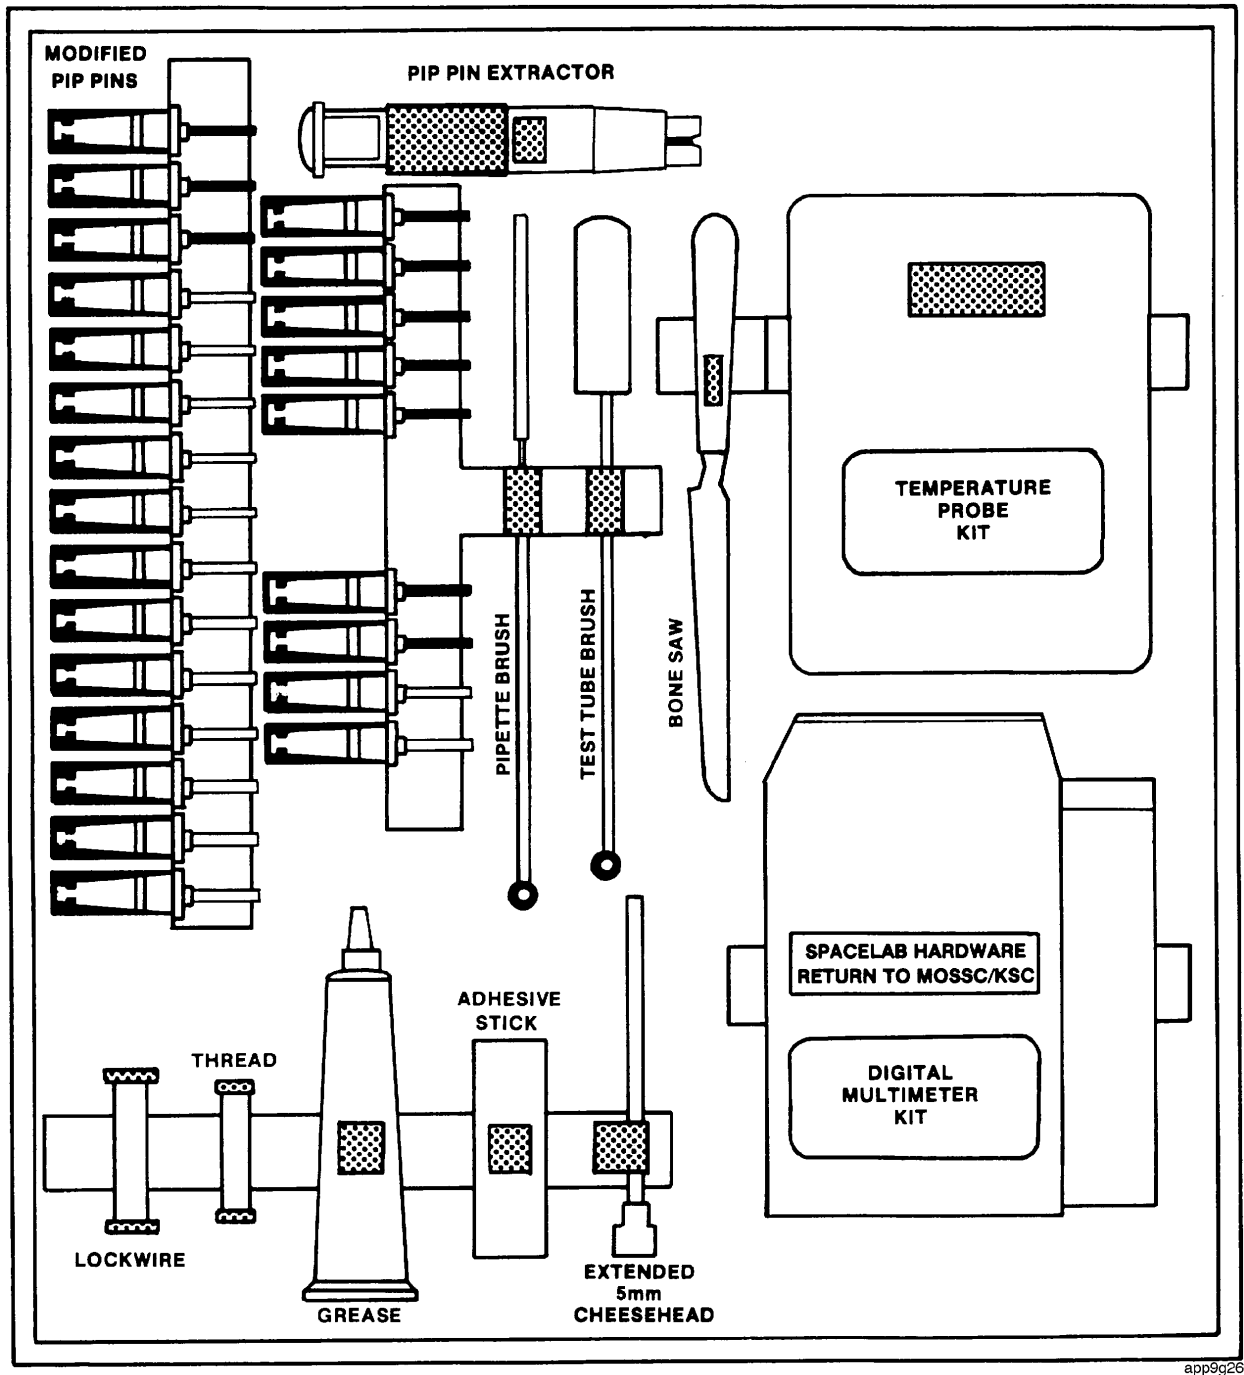 MODIFIED
PIP PINS
PIP PIN EXTRACTOR
TEMPERATURE
PROBE
KIT
PIPETTE BRUSH
TEST TUBE BRUSH
BONE SAW
SPACELAB HARDWARE
RETURN TO MOSSC/KSC
DIGITAL
MULTIMETER
KIT
ADHESIVE
STICK
THREAD
LOCKWIRE
GREASE
EXTENDED
5mm
CHEESEHEAD
app9g26